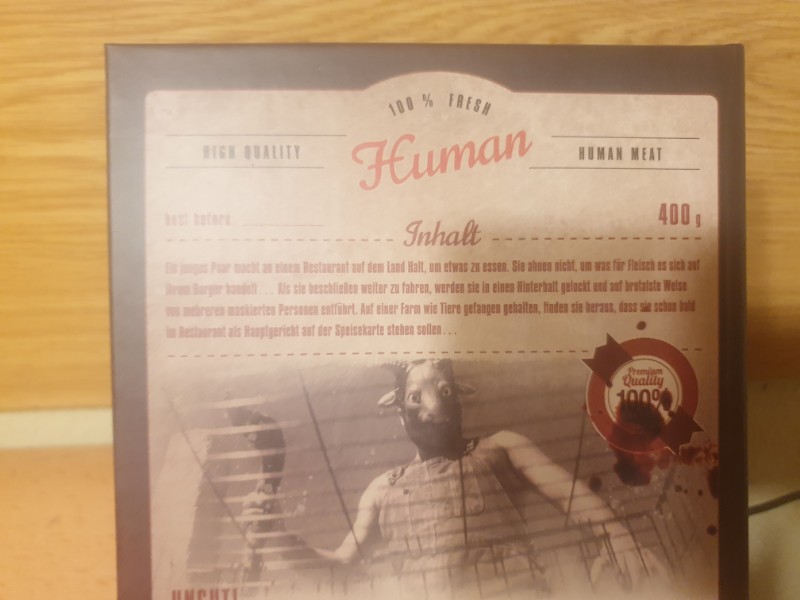 100 % FRESH
HIGH QUALITY
Human
HUMAN MEAT
best before:
400 g
Inhalt
Ein junges Paar macht an einem Restaurant auf dem Land Halt, um etwas zu essen. Sie ahnen nicht, um was für Fleisch es sich auf
ihrem Burger handelt . . . Als sie beschließen weiter zu fahren, werden sie in einen Hinterhalt gelockt und auf brutalste Weise
von mehreren maskierten Personen entführt. Auf einer Farm wie Tiere gefangen gehalten, finden sie heraus, dass sie schon bald
im Restaurant als Hauptgericht auf der Speisekarte stehen sollen . . .
Premium
Quality
100%
UNCUT!